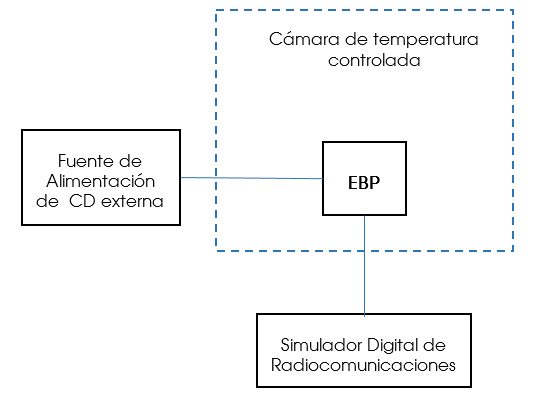 Cámara de temperatura
controlada
Fuente de
Alimentación
de CD externa
EBP
Simulador Digital de
Radiocomunicaciones